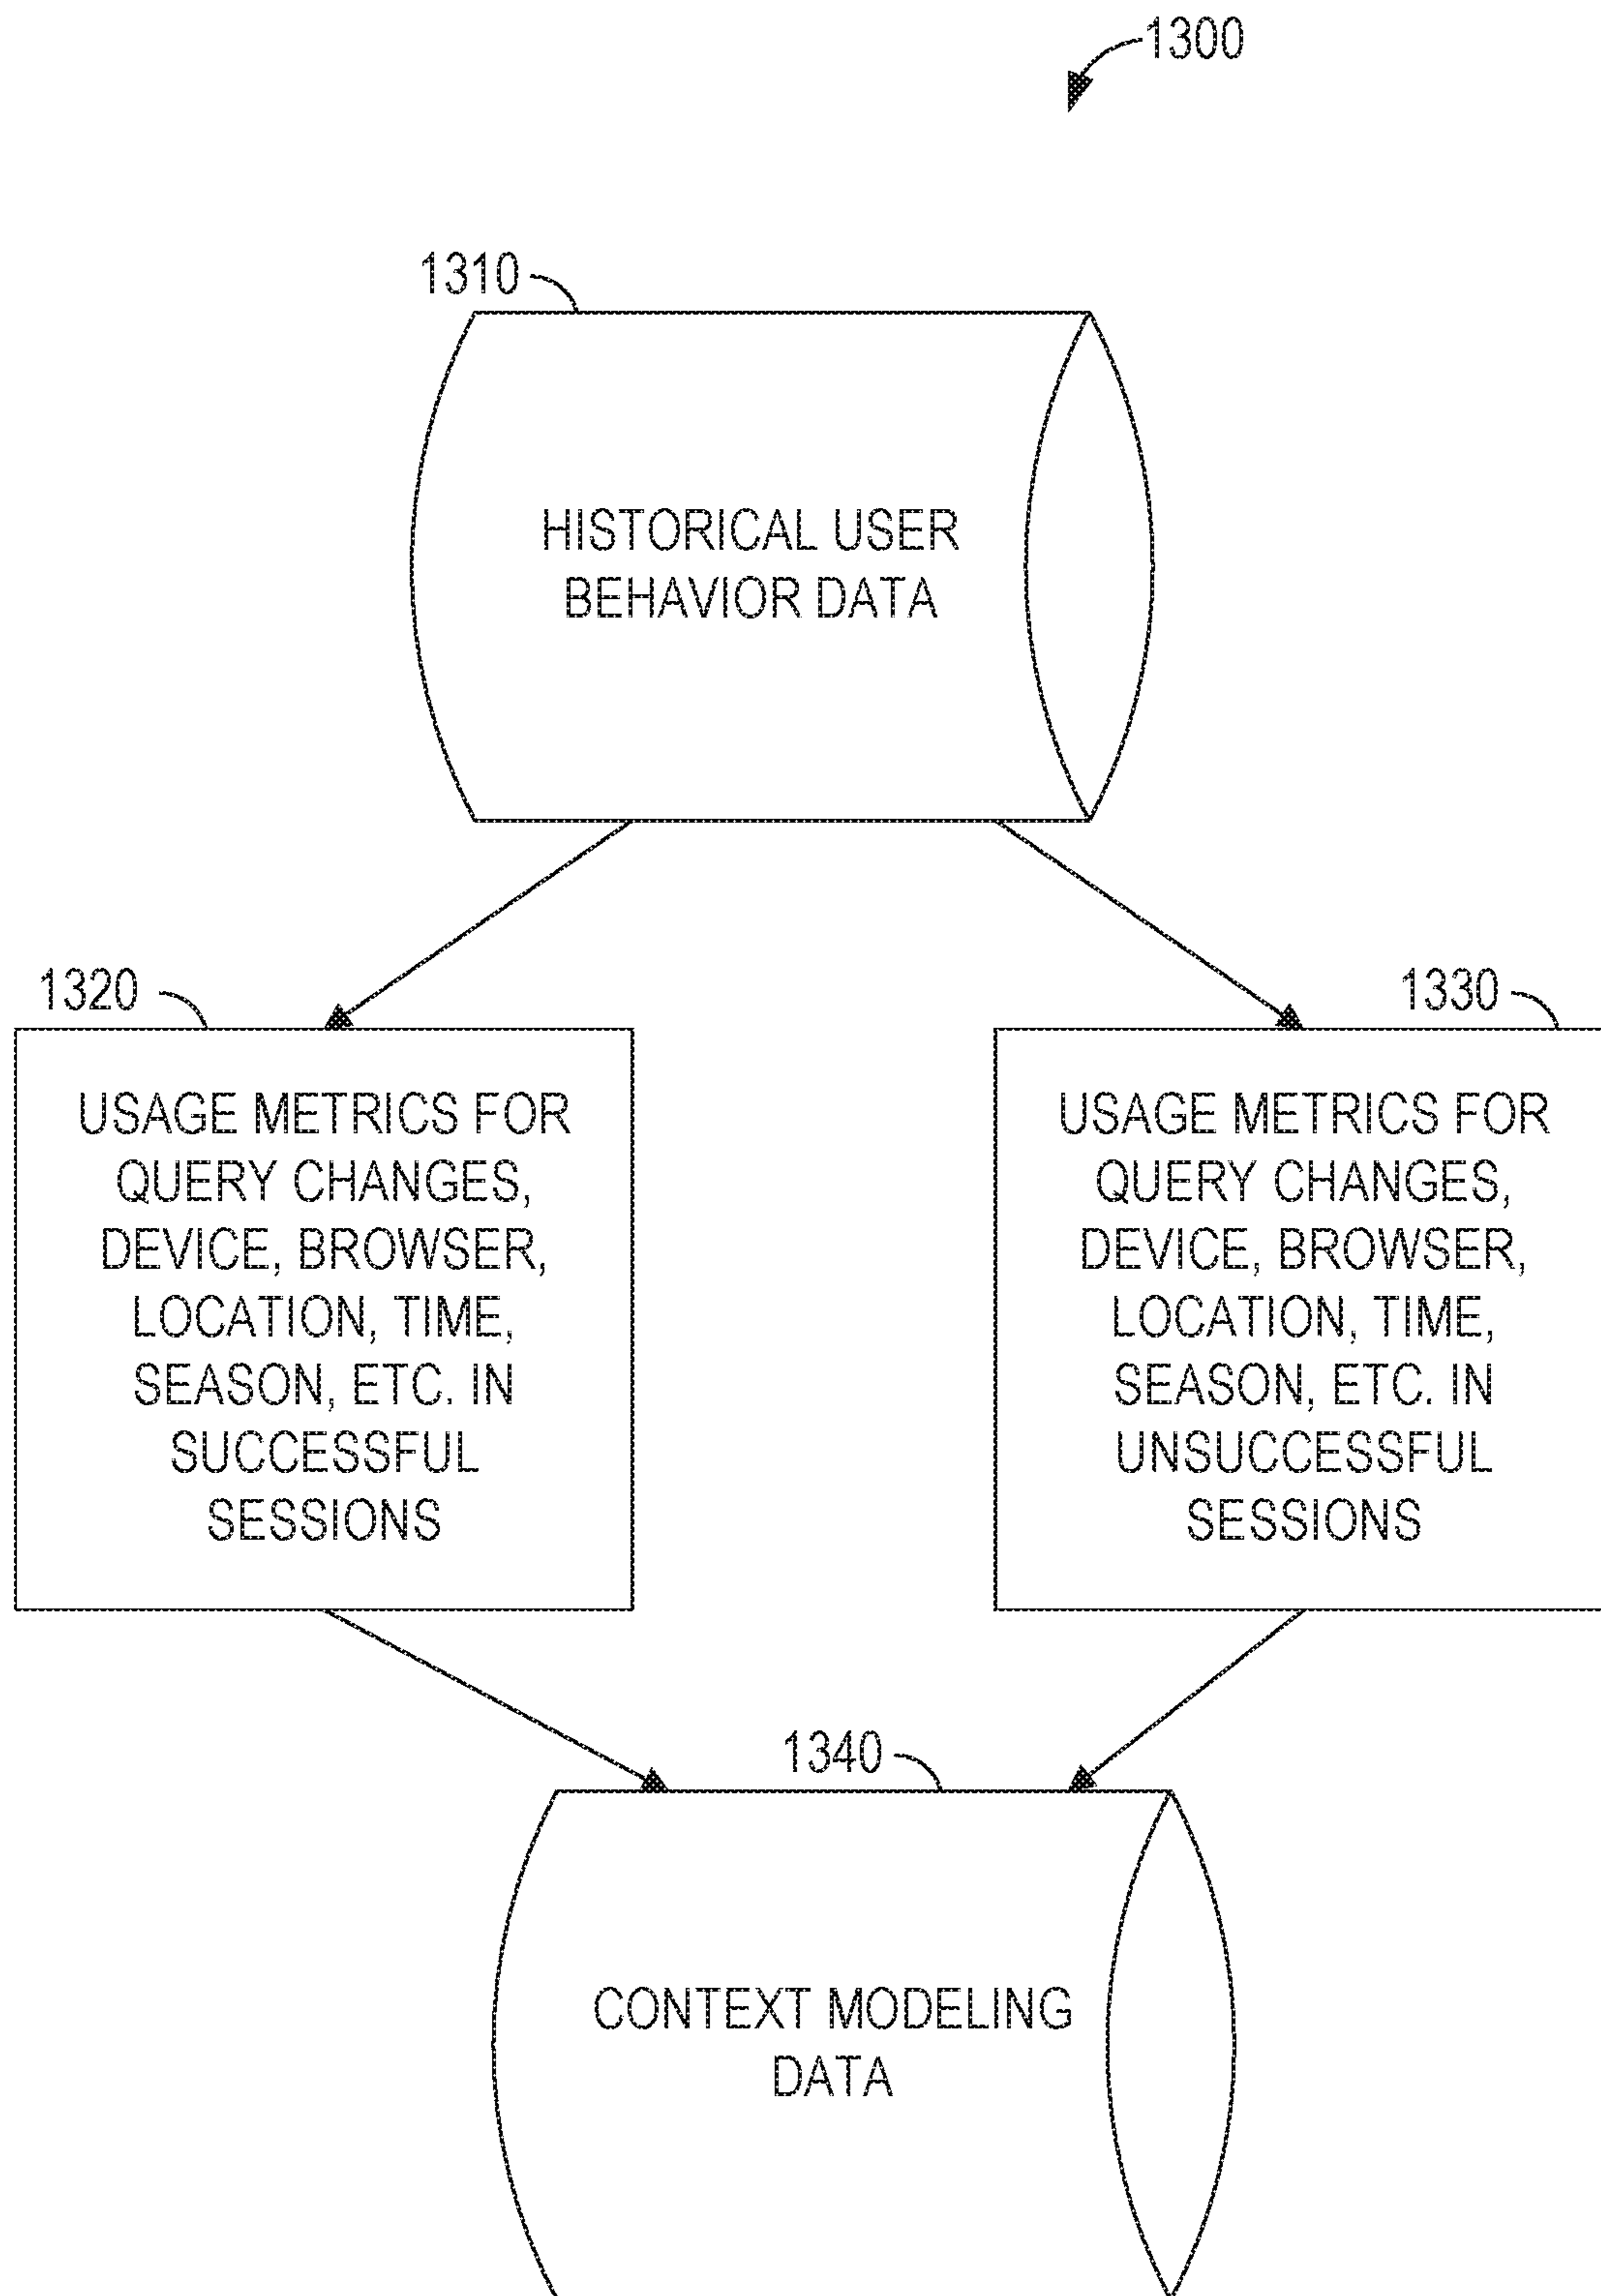 1300
1310
HISTORICAL USER
BEHAVIOR DATA
1320
USAGE METRICS FOR
QUERY CHANGES,
DEVICE, BROWSER,
LOCATION, TIME,
SEASON, ETC. IN
SUCCESSFUL
SESSIONS
1330
USAGE METRICS FOR
QUERY CHANGES,
DEVICE, BROWSER,
LOCATION, TIME,
SEASON, ETC. IN
UNSUCCESSFUL
SESSIONS
1340
CONTEXT MODELING
DATA